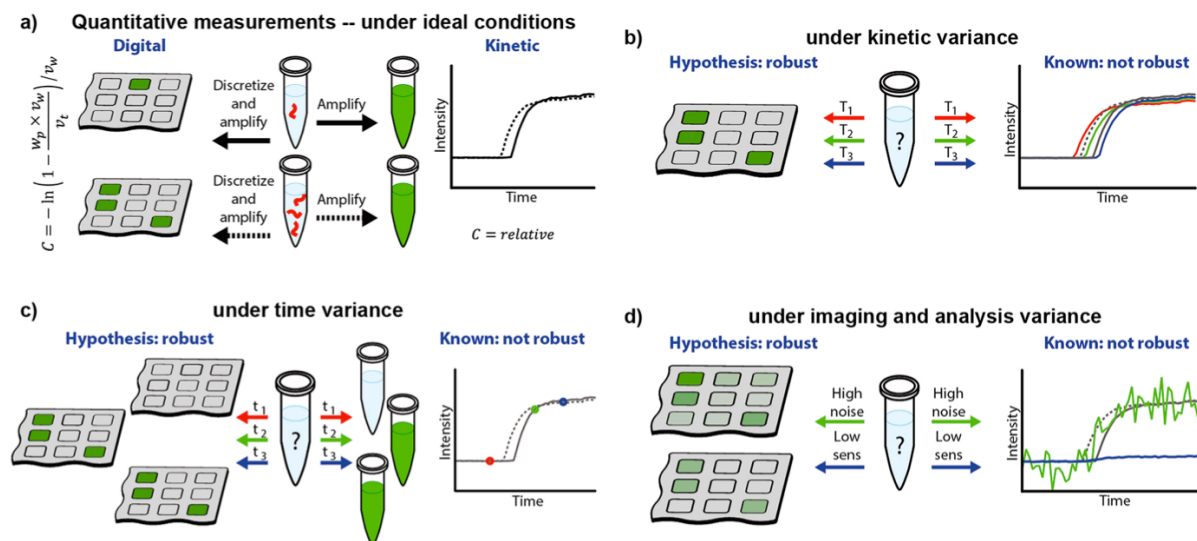 a) Quantitative measurements -- under ideal conditions
Digital
Kinetic
C = − ln(1 − (w_p × v_w)/v_t)/v_w
Discretize
and
amplify
Amplify
Intensity
Time
Discretize
and
amplify
Amplify
C = relative
b) under kinetic variance
Hypothesis: robust
Known: not robust
T₁
T₂
T₃
?
T₁
T₂
T₃
Intensity
Time
c) under time variance
Hypothesis: robust
Known: not robust
t₁
t₂
t₃
?
t₁
t₂
t₃
Intensity
Time
d) under imaging and analysis variance
Hypothesis: robust
Known: not robust
High
noise
Low
sens
?
High
noise
Low
sens
Intensity
Time